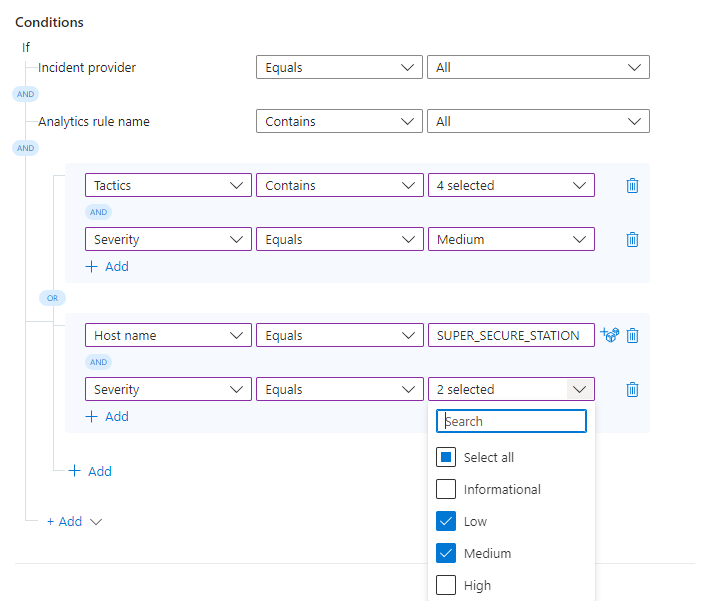 Conditions
If
Incident provider Equals All
AND
Analytics rule name Contains All
AND
Tactics Contains 4 selected
AND
Severity Equals Medium
+ Add
OR
Host name Equals SUPER_SECURE_STATION
AND
Severity Equals 2 selected
+ Add
Search
Select all
Informational
Low
Medium
High
+ Add
+ Add